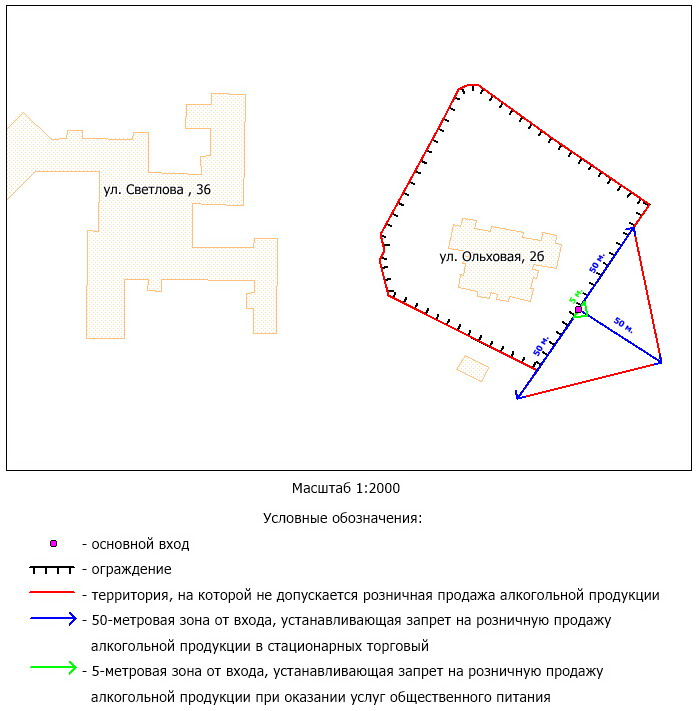 ул. Светлова , 36
ул. Ольховая, 2б
50 м.
5 м.
50 м.
50 м.
Масштаб 1:2000
Условные обозначения:
- основной вход
- ограждение
- территория, на которой не допускается розничная продажа алкогольной продукции
- 50-метровая зона от входа, устанавливающая запрет на розничную продажу
алкогольной продукции в стационарных торговый
- 5-метровая зона от входа, устанавливающая запрет на розничную продажу
алкогольной продукции при оказании услуг общественного питания